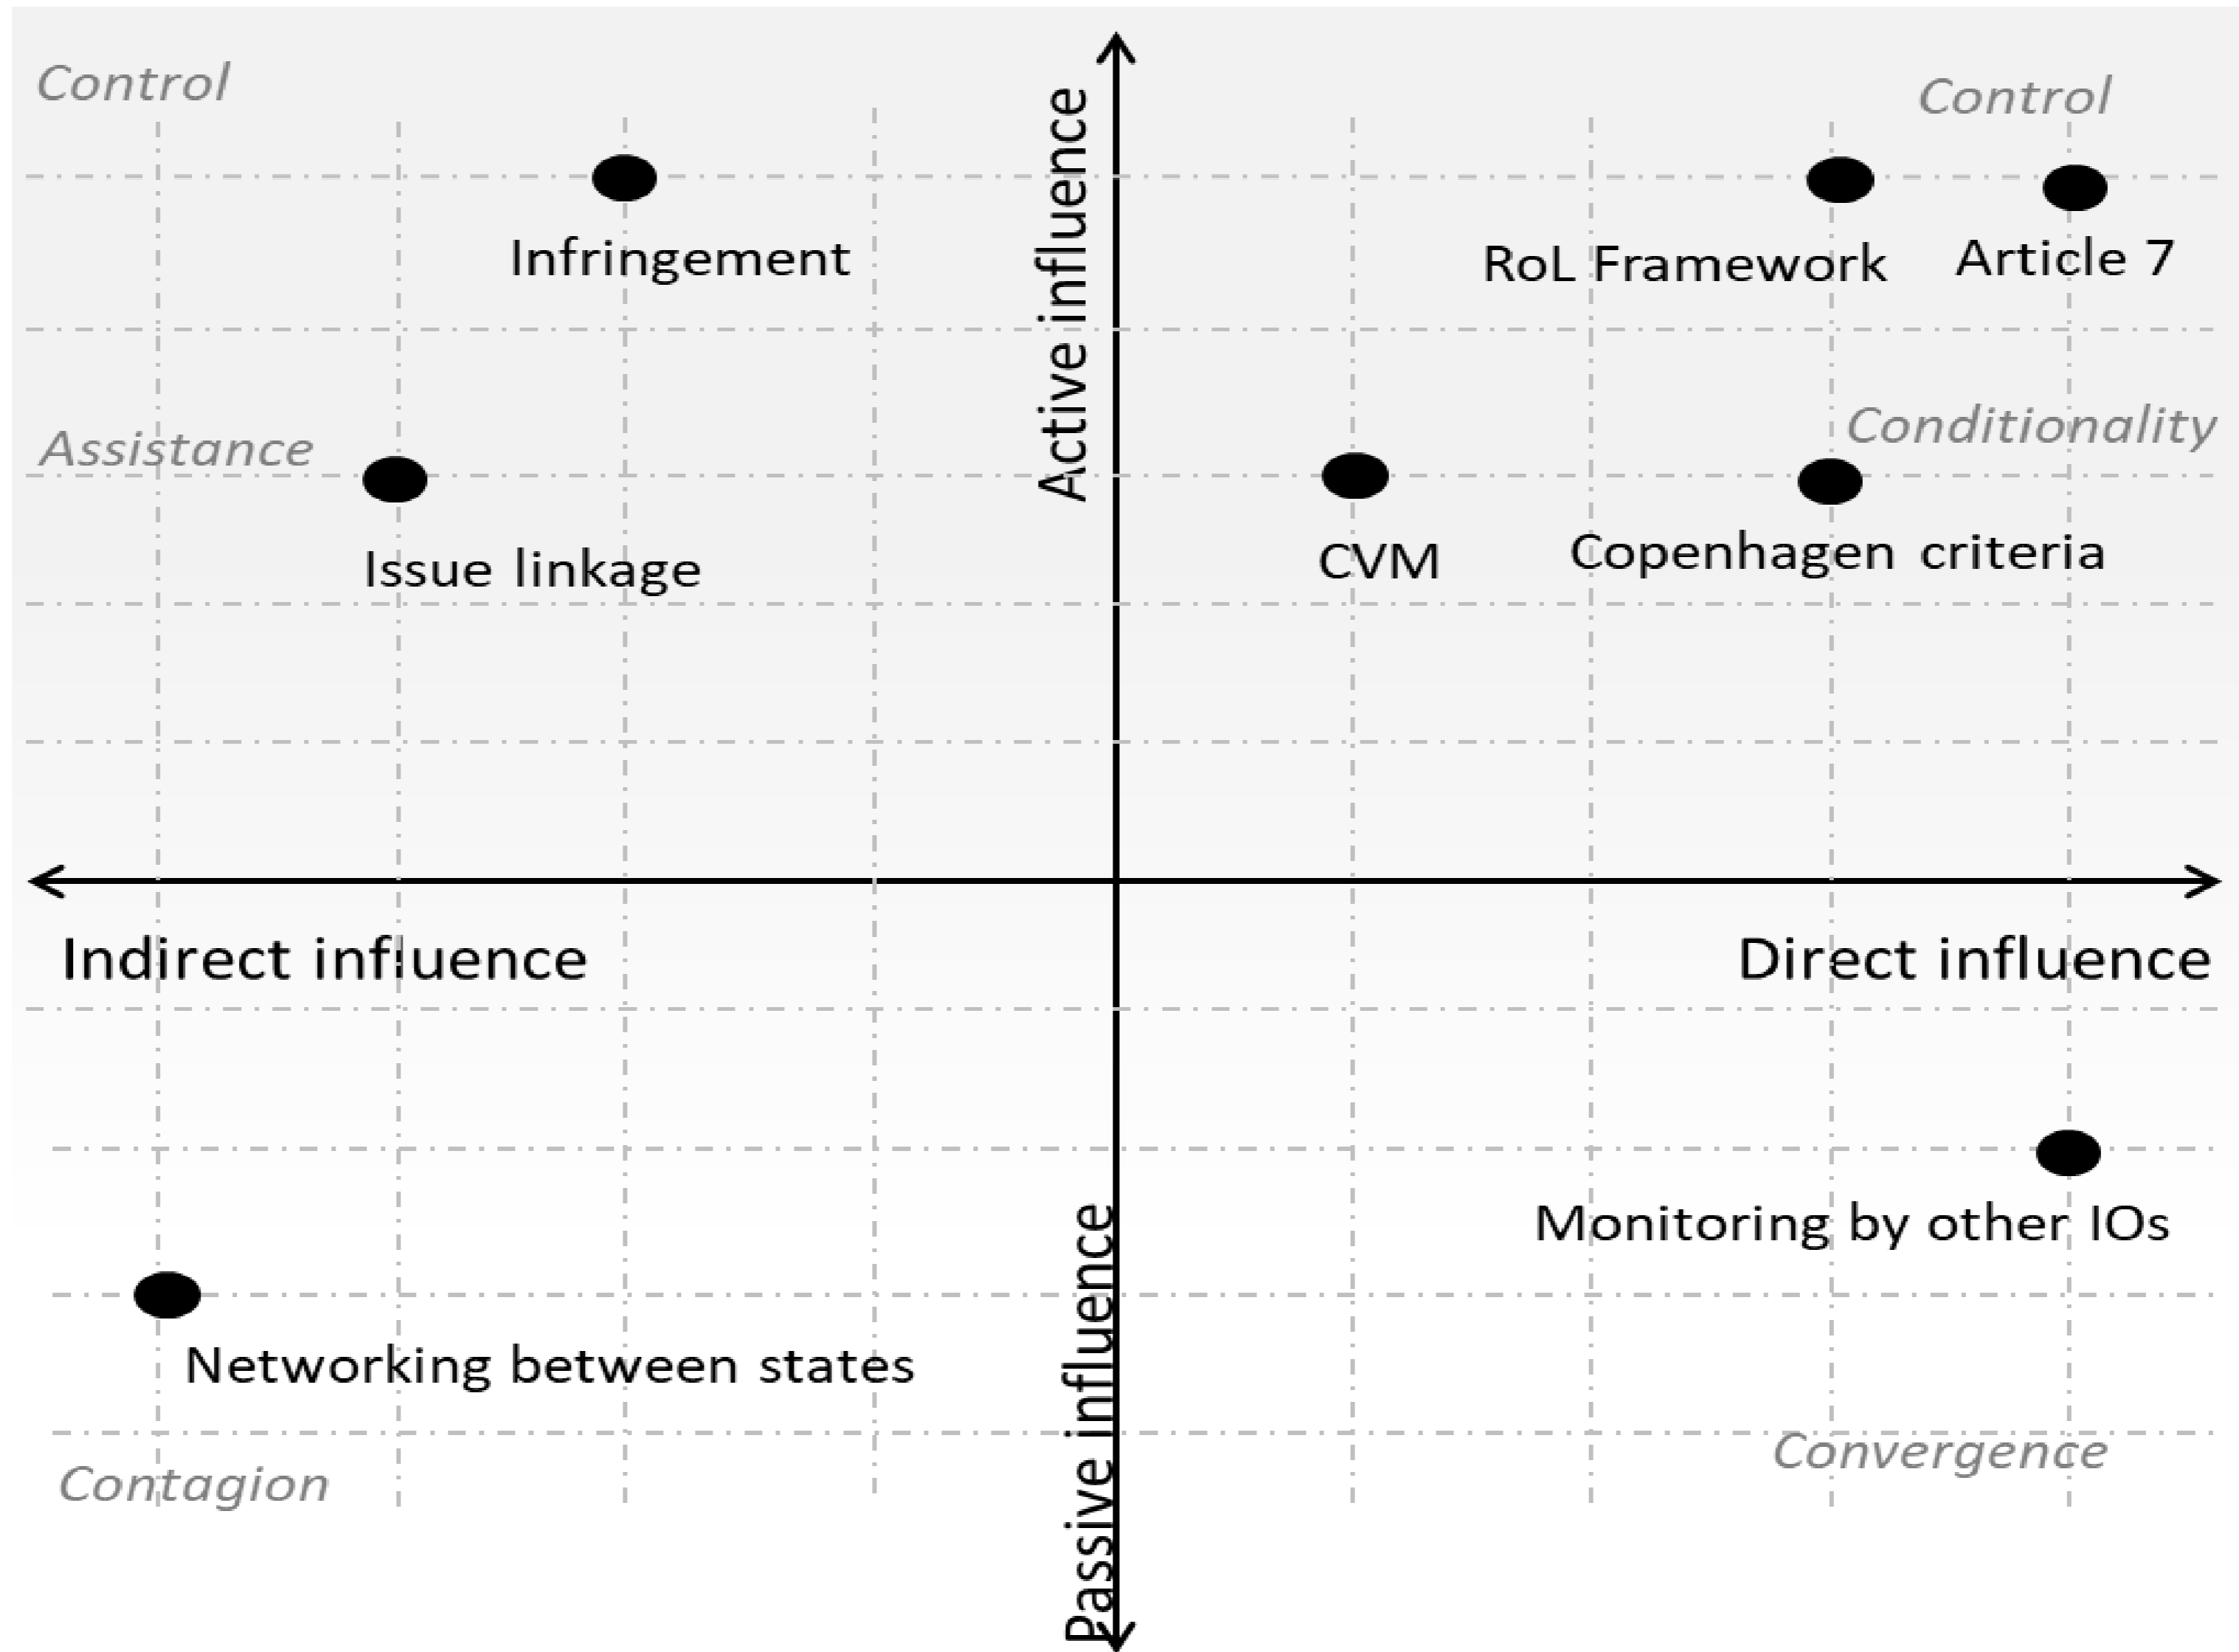 Control
Control
Active influence
Infringement
RoL Framework
Article 7
Assistance
Conditionality
Issue linkage
CVM
Copenhagen criteria
Indirect influence
Direct influence
Monitoring by other IOs
Passive influence
Networking between states
Contagion
Convergence